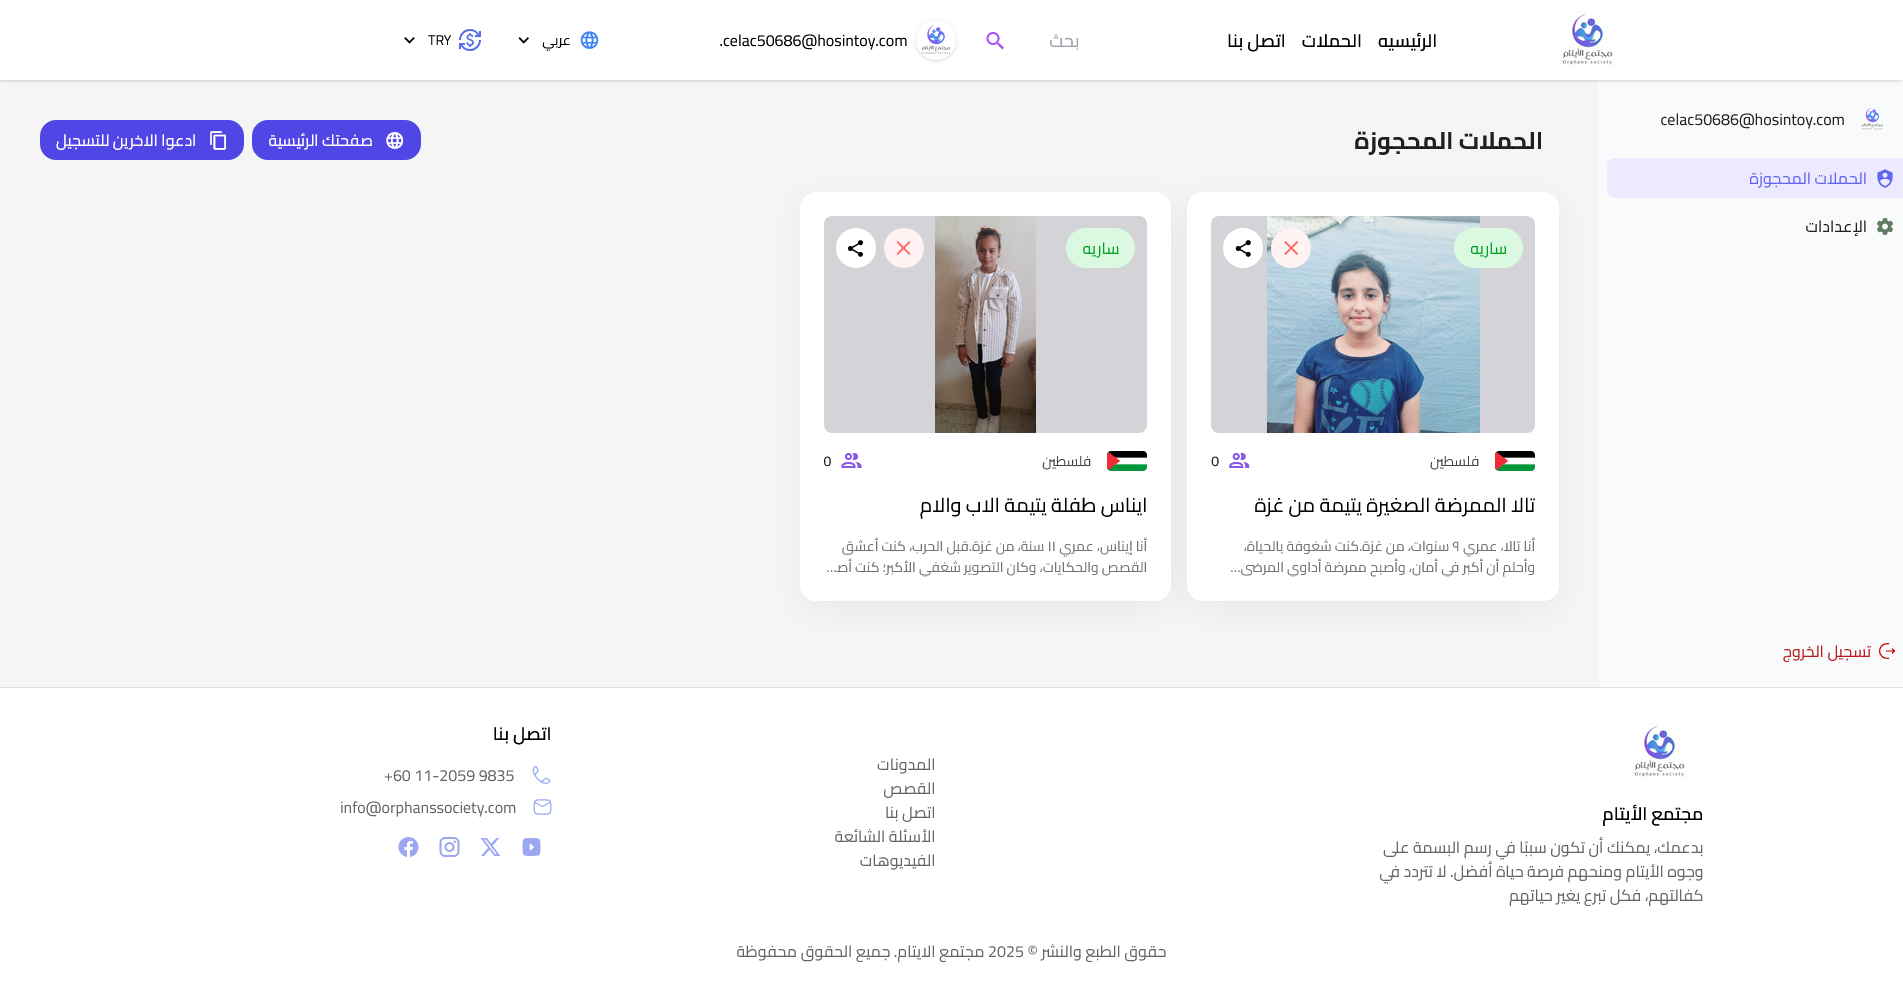 مجتمع الأيتام
Orphans society
الرئيسيه
الحملات
اتصل بنا
بحث
celac50686@hosintoy.com.
عربي
TRY
celac50686@hosintoy.com
الحملات المحجوزة
الإعدادات
تسجيل الخروج
الحملات المحجوزة
صفحتك الرئيسية
ادعوا الاخرين للتسجيل
ساريه
فلسطين
0
تالا الممرضة الصغيرة يتيمة من غزة
أنا تالا، عمري ٩ سنوات، من غزة.كنت شغوفة بالحياة،
وأحلم أن أكبر في أمان، وأصبح ممرضة أداوي المرضى...
ساريه
فلسطين
0
ايناس طفلة يتيمة الاب والام
أنا إيناس، عمري ١١ سنة، من غزة.قبل الحرب، كنت أعشق
القصص والحكايات، وكان التصوير شغفي الأكبر؛ كنت أصـ...
مجتمع الأيتام
Orphans society
مجتمع الأيتام
بدعمك، يمكنك أن تكون سببًا في رسم البسمة على
وجوه الأيتام ومنحهم فرصة حياة أفضل. لا تتردد في
كفالتهم، فكل تبرع يغير حياتهم
المدونات
القصص
اتصل بنا
الأسئلة الشائعة
الفيديوهات
اتصل بنا
+60 11-2059 9835
info@orphanssociety.com
حقوق الطبع والنشر © 2025 مجتمع الايتام. جميع الحقوق محفوظة